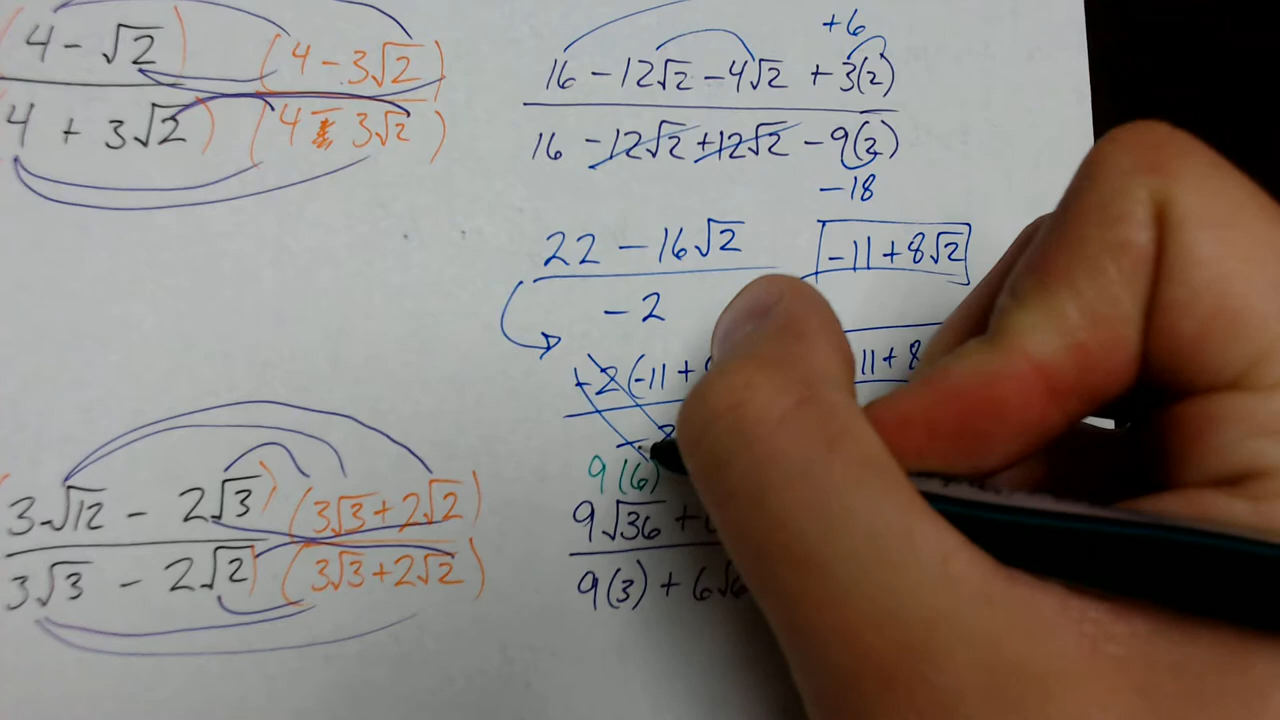 (4 - √2) (4 - 3√2)
4 + 3√2) (4 - 3√2)
+6
16 - 12√2 - 4√2 + 3(2)
16 - 12√2 + 12√2 - 9(2)
-18
22 - 16√2
-2
-11 + 8√2
-2(-11 +
11 + 8
9(6)
(3√12 - 2√3) (3√3 + 2√2)
3√3 - 2√2) (3√3 + 2√2)
9√36 +
9(3) + 6√6